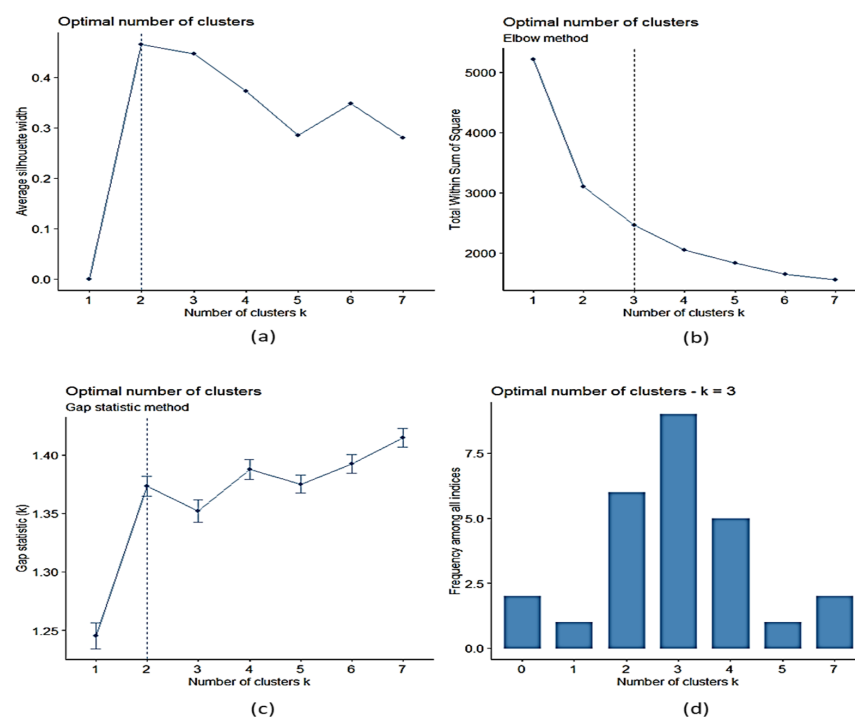 Optimal number of clusters
Average silhouette width
0.4
0.3
0.2
0.1
0.0
1 2 3 4 5 6 7
Number of clusters k
(a)
Optimal number of clusters
Elbow method
Total Within Sum of Square
5000
4000
3000
2000
1 2 3 4 5 6 7
Number of clusters k
(b)
Optimal number of clusters
Gap statistic method
Gap statistic (k)
1.40
1.35
1.30
1.25
1 2 3 4 5 6 7
Number of clusters k
(c)
Optimal number of clusters - k = 3
Frequency among all indices
7.5
5.0
2.5
0.0
0 1 2 3 4 5 7
Number of clusters k
(d)